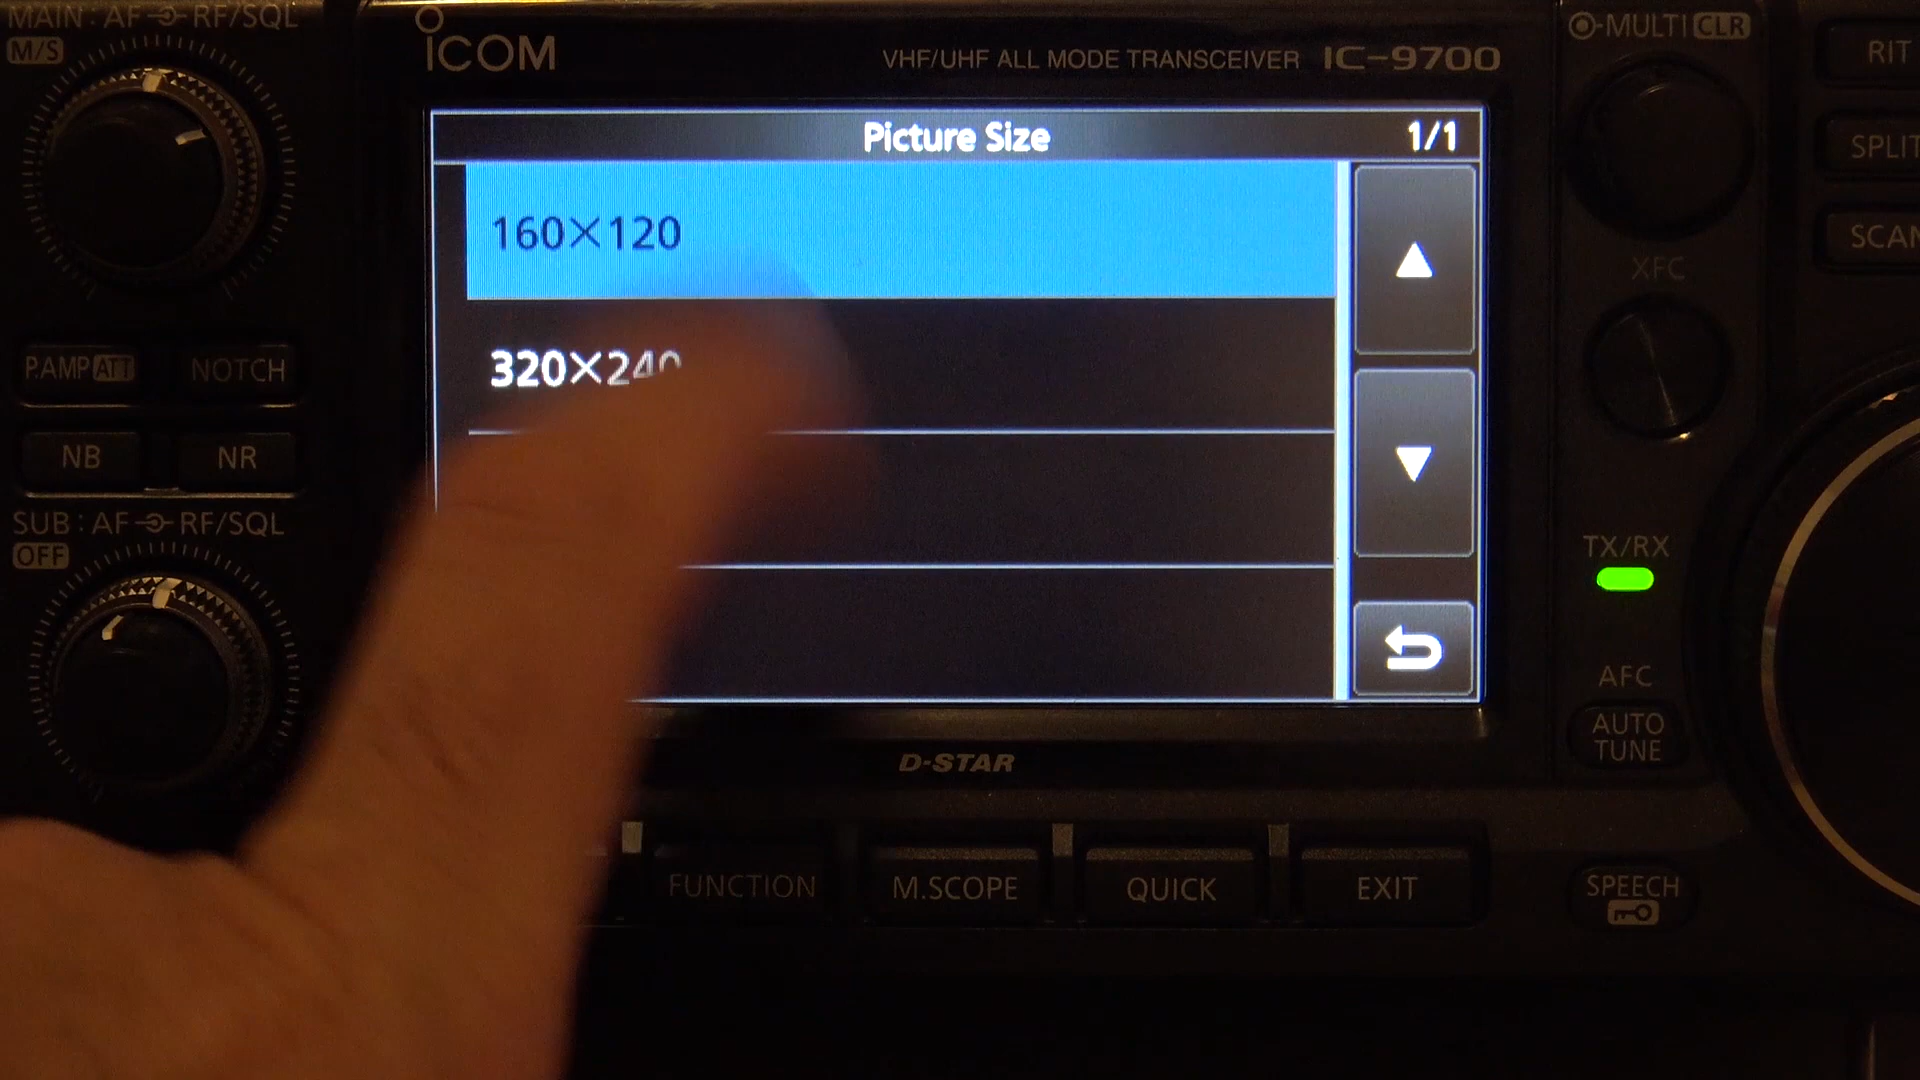 MAIN: AF RF/SQL
M/S
ICOM
VHF/UHF ALL MODE TRANSCEIVER IC-9700
MULTI CLR
RIT
SPLIT
SCAN
Picture Size 1/1
160×120
320×240
XFC
P.AMP ATT NOTCH
NB NR
SUB: AF RF/SQL
OFF
TX/RX
AFC
AUTO
TUNE
D-STAR
FUNCTION M.SCOPE QUICK EXIT
SPEECH